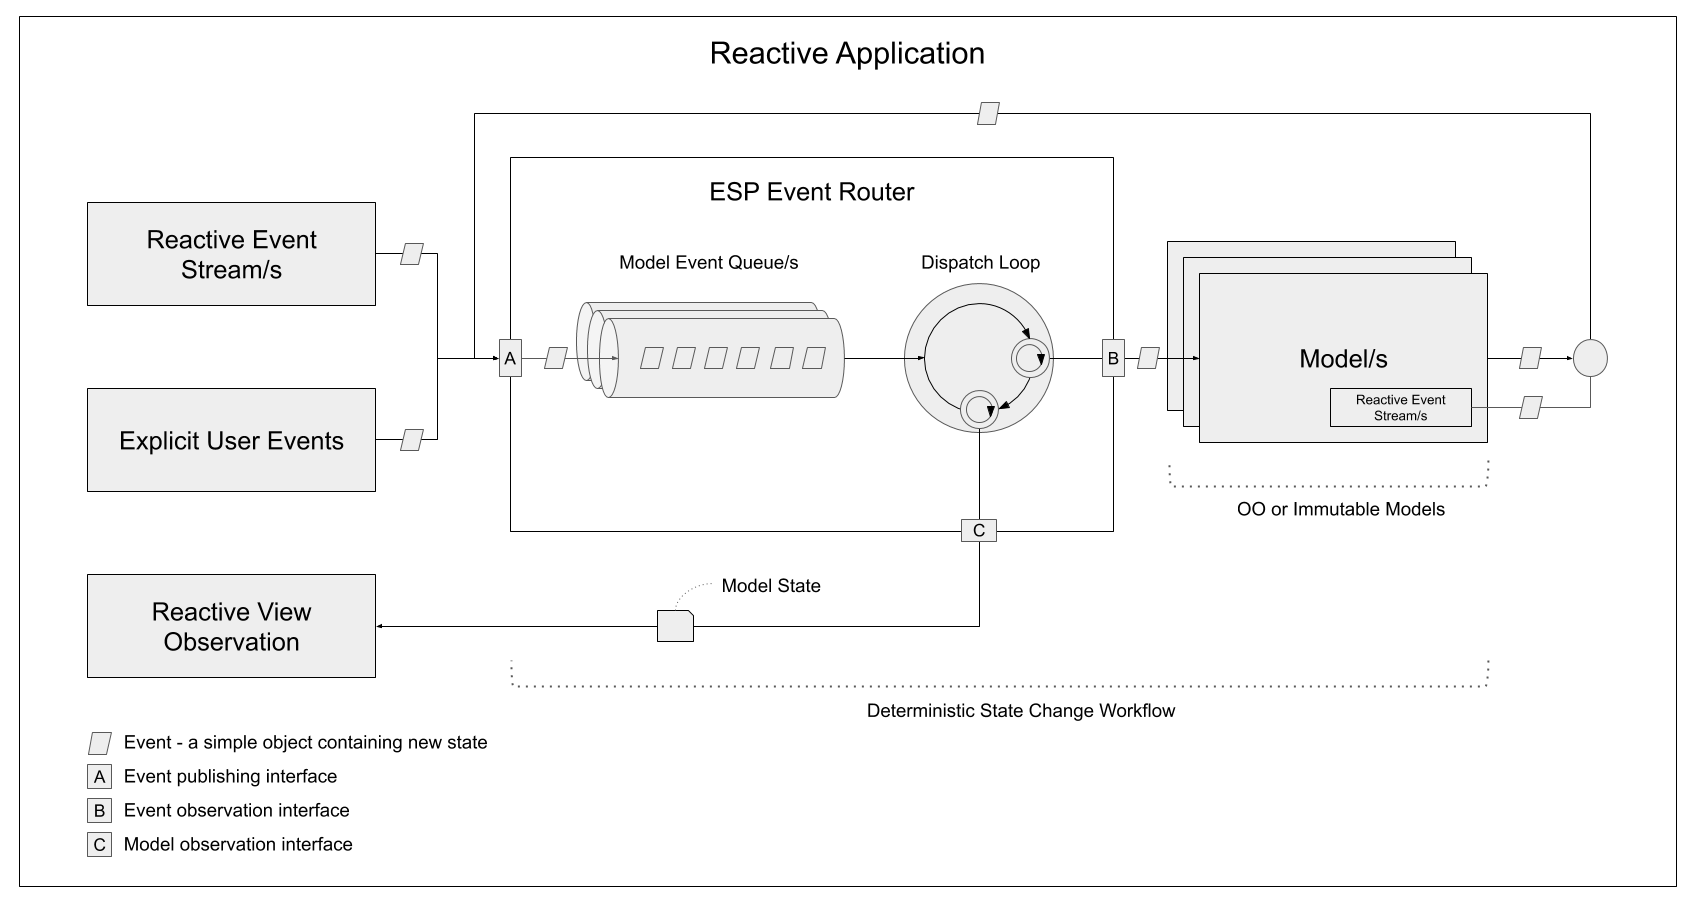 Reactive Application
ESP Event Router
Reactive Event
Stream/s
Model Event Queue/s
Dispatch Loop
A
B
Model/s
Reactive Event
Stream/s
Explicit User Events
OO or Immutable Models
C
Model State
Reactive View
Observation
Deterministic State Change Workflow
Event - a simple object containing new state
A Event publishing interface
B Event observation interface
C Model observation interface